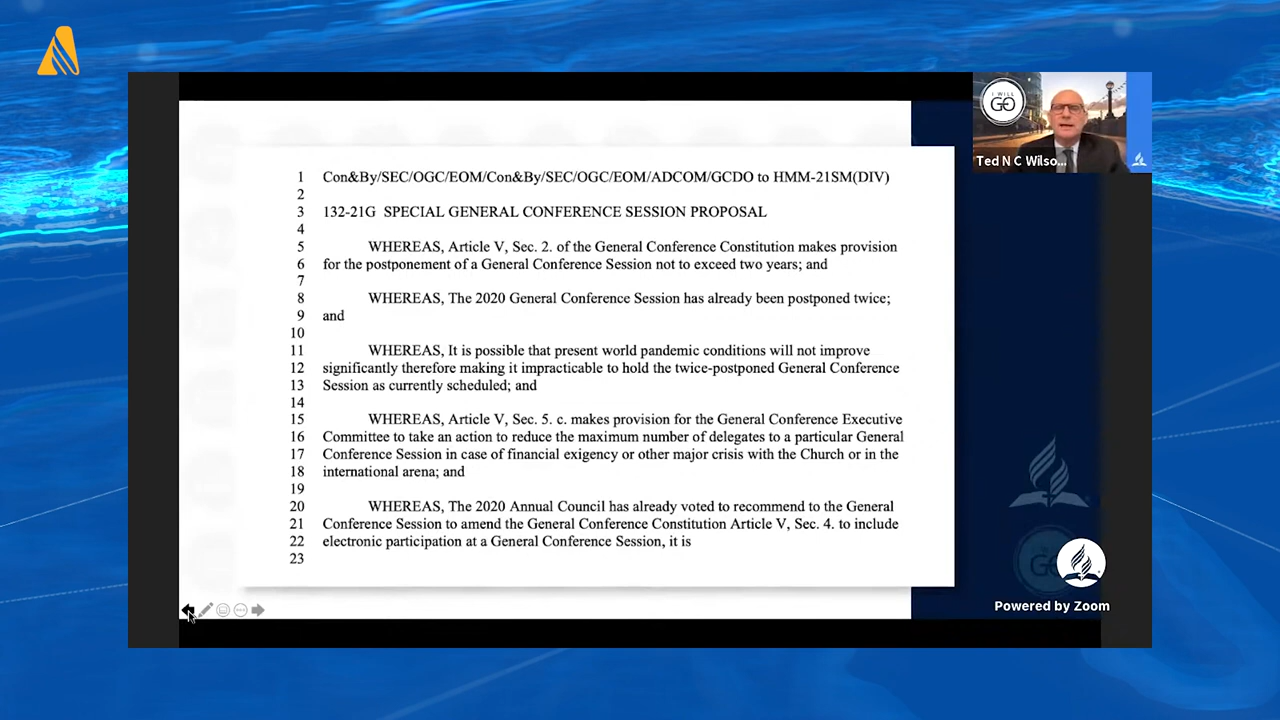 I WILL
GO
Ted N C Wilso...
1 Con&By/SEC/OGC/EOM/Con&By/SEC/OGC/EOM/ADCOM/GCDO to HMM-21SM(DIV)
2
3 132-21G SPECIAL GENERAL CONFERENCE SESSION PROPOSAL
4
5 WHEREAS, Article V, Sec. 2. of the General Conference Constitution makes provision
6 for the postponement of a General Conference Session not to exceed two years; and
7
8 WHEREAS, The 2020 General Conference Session has already been postponed twice;
9 and
10
11 WHEREAS, It is possible that present world pandemic conditions will not improve
12 significantly therefore making it impracticable to hold the twice-postponed General Conference
13 Session as currently scheduled; and
14
15 WHEREAS, Article V, Sec. 5. c. makes provision for the General Conference Executive
16 Committee to take an action to reduce the maximum number of delegates to a particular General
17 Conference Session in case of financial exigency or other major crisis with the Church or in the
18 international arena; and
19
20 WHEREAS, The 2020 Annual Council has already voted to recommend to the General
21 Conference Session to amend the General Conference Constitution Article V, Sec. 4. to include
22 electronic participation at a General Conference Session, it is
23
GO
Powered by Zoom